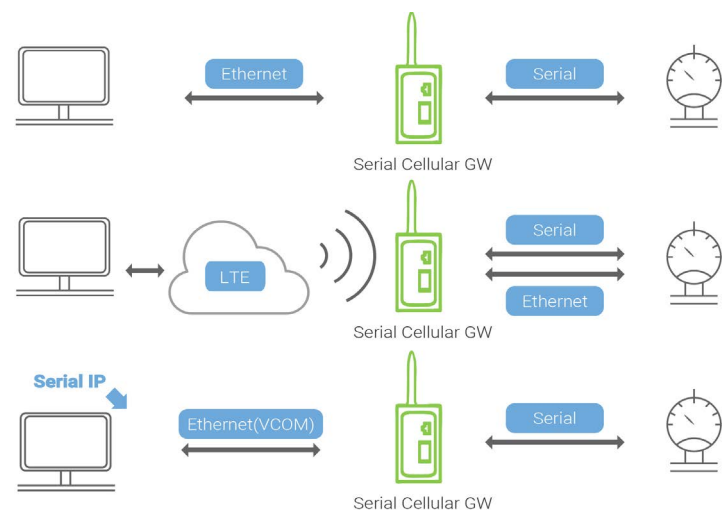 Ethernet
Serial
Serial Cellular GW
LTE
Serial
Ethernet
Serial Cellular GW
Serial IP
Ethernet(VCOM)
Serial
Serial Cellular GW